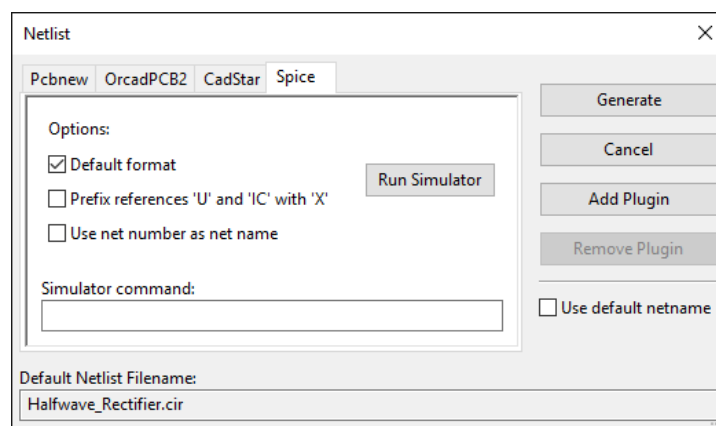 Netlist
Pcbnew OrcadPCB2 CadStar Spice
Options:
Default format
Prefix references 'U' and 'IC' with 'X'
Use net number as net name
Run Simulator
Simulator command:
Generate
Cancel
Add Plugin
Remove Plugin
Use default netname
Default Netlist Filename:
Halfwave_Rectifier.cir